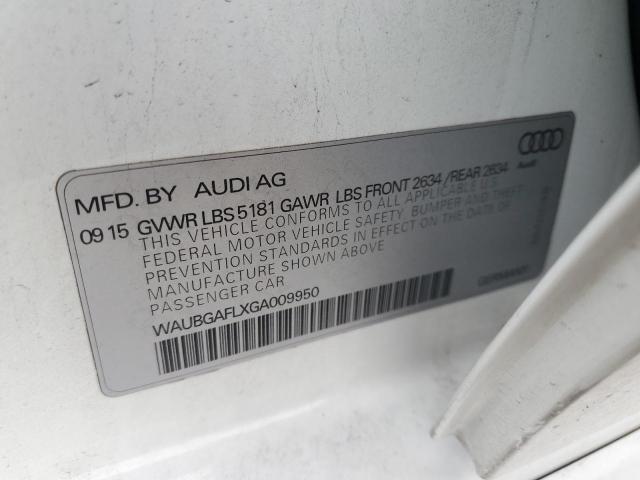 MFD. BY AUDI AG
Audi
09 15 GVWR LBS 5181 GAWR LBS FRONT 2634 /REAR 2634
THIS VEHICLE CONFORMS TO ALL APPLICABLE U.S.
FEDERAL MOTOR VEHICLE SAFETY, BUMPER AND THEFT
PREVENTION STANDARDS IN EFFECT ON THE DATE OF
MANUFACTURE SHOWN ABOVE
PASSENGER CAR
GERMANY
WAUBGAFLXGA009950